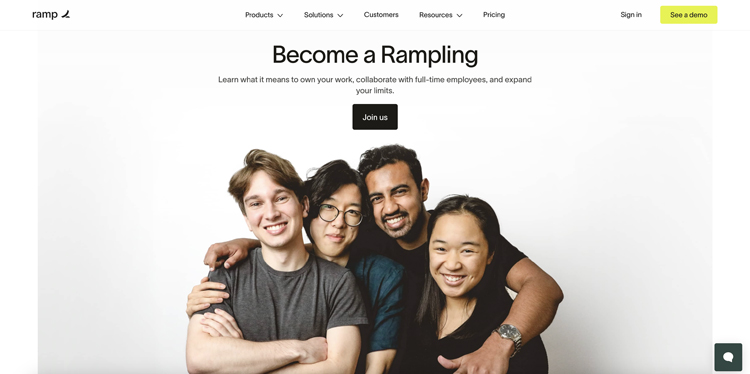 ramp
Products
Solutions
Customers
Resources
Pricing
Sign in
See a demo
Become a Rampling
Learn what it means to own your work, collaborate with full-time employees, and expand
your limits.
Join us